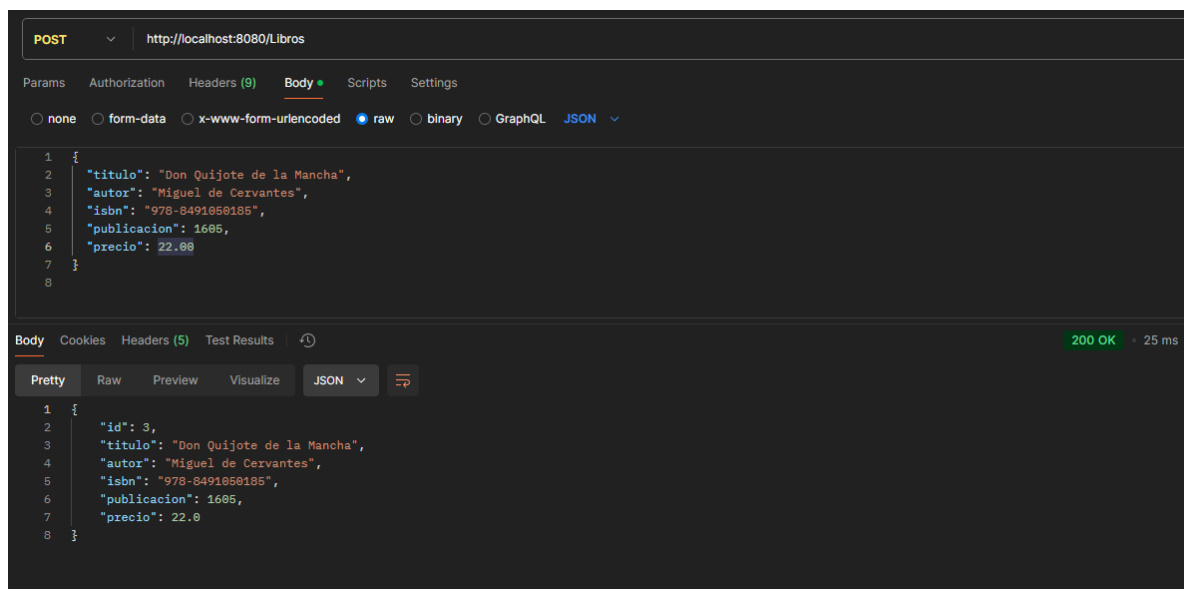 POST http://localhost:8080/Libros
Params Authorization Headers (9) Body Scripts Settings
none form-data x-www-form-urlencoded raw binary GraphQL JSON
1 {
2 "titulo": "Don Quijote de la Mancha",
3 "autor": "Miguel de Cervantes",
4 "isbn": "978-8491050185",
5 "publicacion": 1605,
6 "precio": 22.00
7 }
8
Body Cookies Headers (5) Test Results 200 OK • 25 ms
Pretty Raw Preview Visualize JSON
1 {
2 "id": 3,
3 "titulo": "Don Quijote de la Mancha",
4 "autor": "Miguel de Cervantes",
5 "isbn": "978-8491050185",
6 "publicacion": 1605,
7 "precio": 22.0
8 }